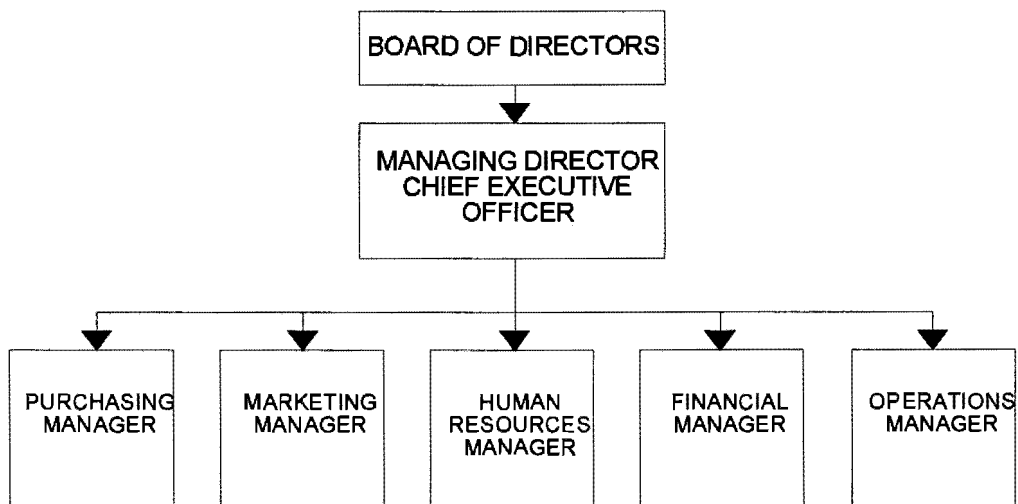 BOARD OF DIRECTORS
MANAGING DIRECTOR
CHIEF EXECUTIVE
OFFICER
PURCHASING
MANAGER
MARKETING
MANAGER
HUMAN
RESOURCES
MANAGER
FINANCIAL
MANAGER
OPERATIONS
MANAGER